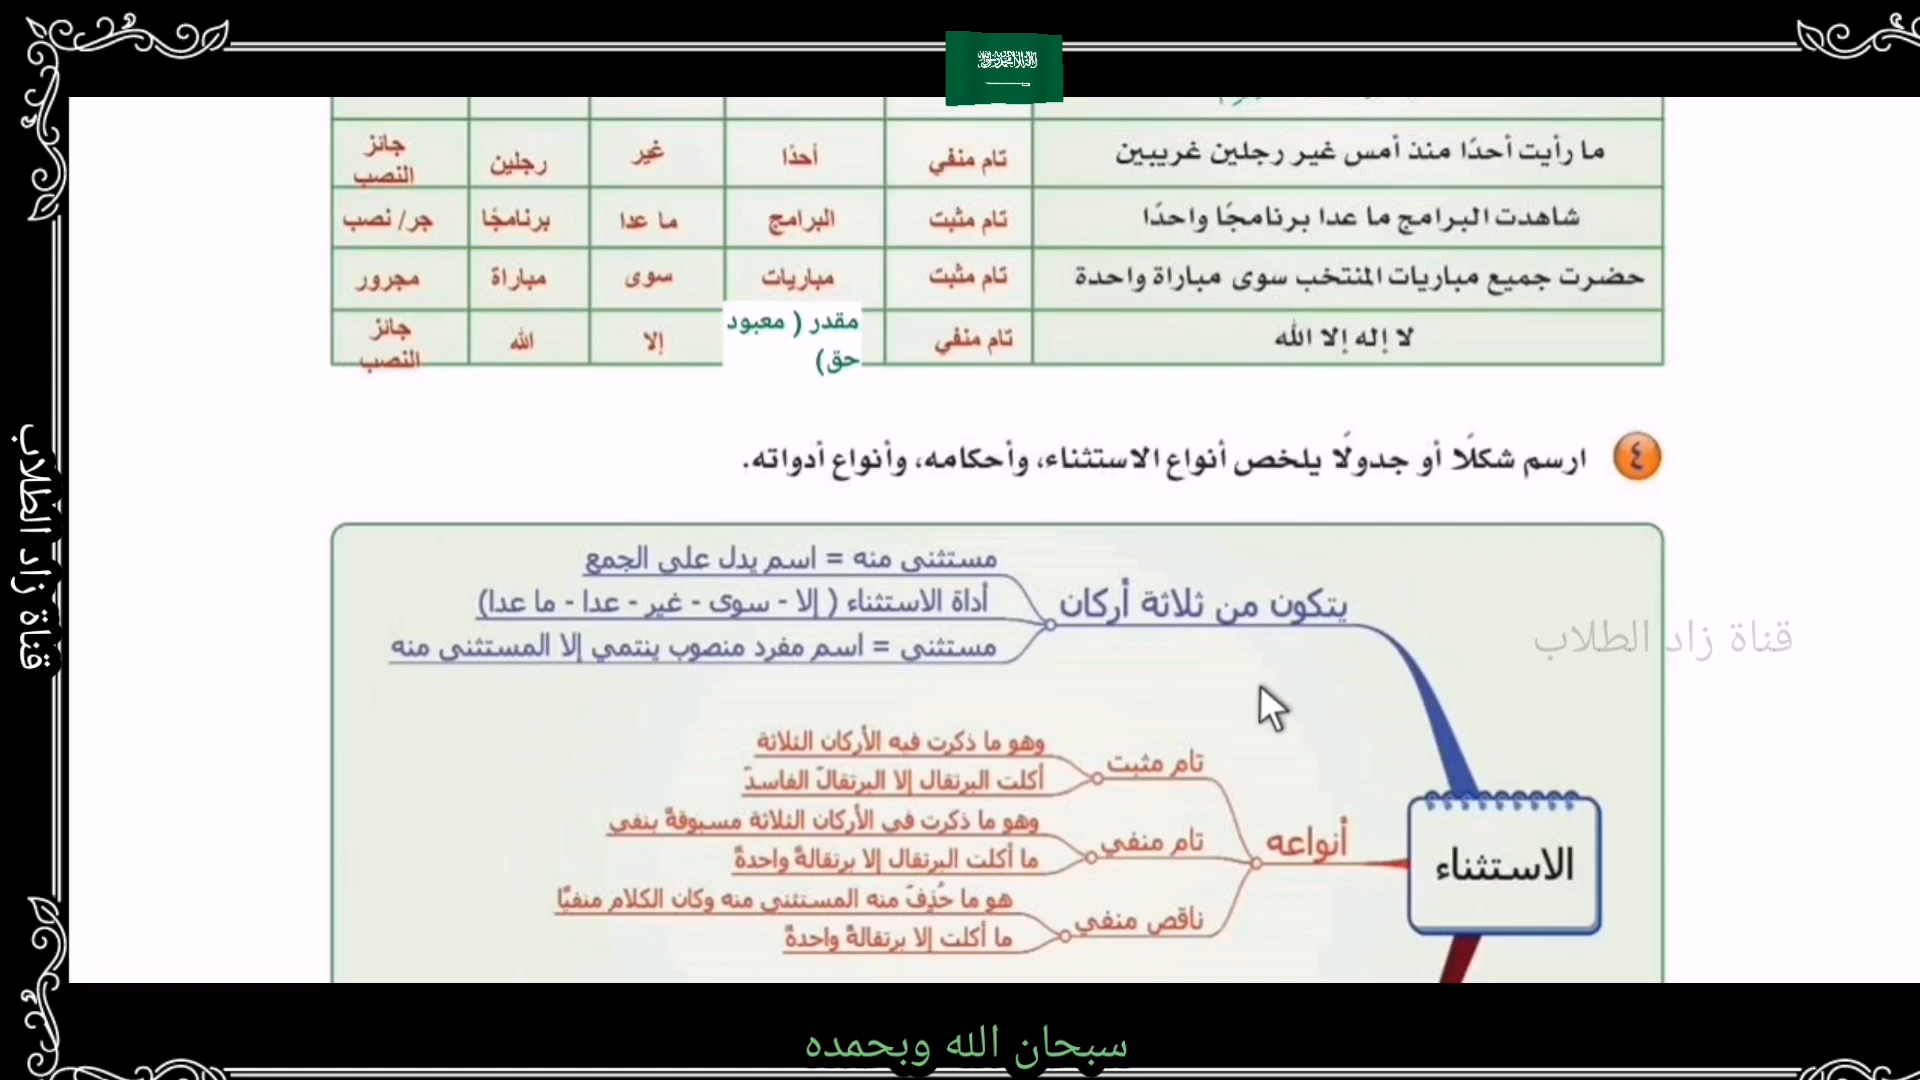 ما رأيت أحدًا منذ أمس غير رجلين غريبين | تام منفي | أحدًا | غير | رجلين | جائز النصب
شاهدت البرامج ما عدا برنامجًا واحدًا | تام مثبت | البرامج | ما عدا | برنامجًا | جر/ نصب
حضرت جميع مباريات المنتخب سوى مباراة واحدة | تام مثبت | مباريات | سوى | مباراة | مجرور
لا إله إلا الله | تام منفي | مقدر ( معبود حق) | إلا | الله | جائز النصب
٤ ارسم شكلًا أو جدولًا يلخص أنواع الاستثناء، وأحكامه، وأنواع أدواته.
الاستثناء
يتكون من ثلاثة أركان
مستثنى منه = اسم يدل على الجمع
أداة الاستثناء ( إلا - سوى - غير - عدا - ما عدا)
مستثنى = اسم مفرد منصوب ينتمي إلا المستثنى منه
أنواعه
تام مثبت
وهو ما ذكرت فيه الأركان الثلاثة
أكلت البرتقال إلا البرتقالَ الفاسدَ
تام منفي
وهو ما ذكرت في الأركان الثلاثة مسبوقةً بنفي
ما أكلت البرتقال إلا برتقالةً واحدةً
ناقص منفي
هو ما حُذِفَ منه المستثنى منه وكان الكلام منفيًا
ما أكلت إلا برتقالةً واحدةً
قناة زاد الطلاب
قناة زاد الطلاب
سبحان الله وبحمده